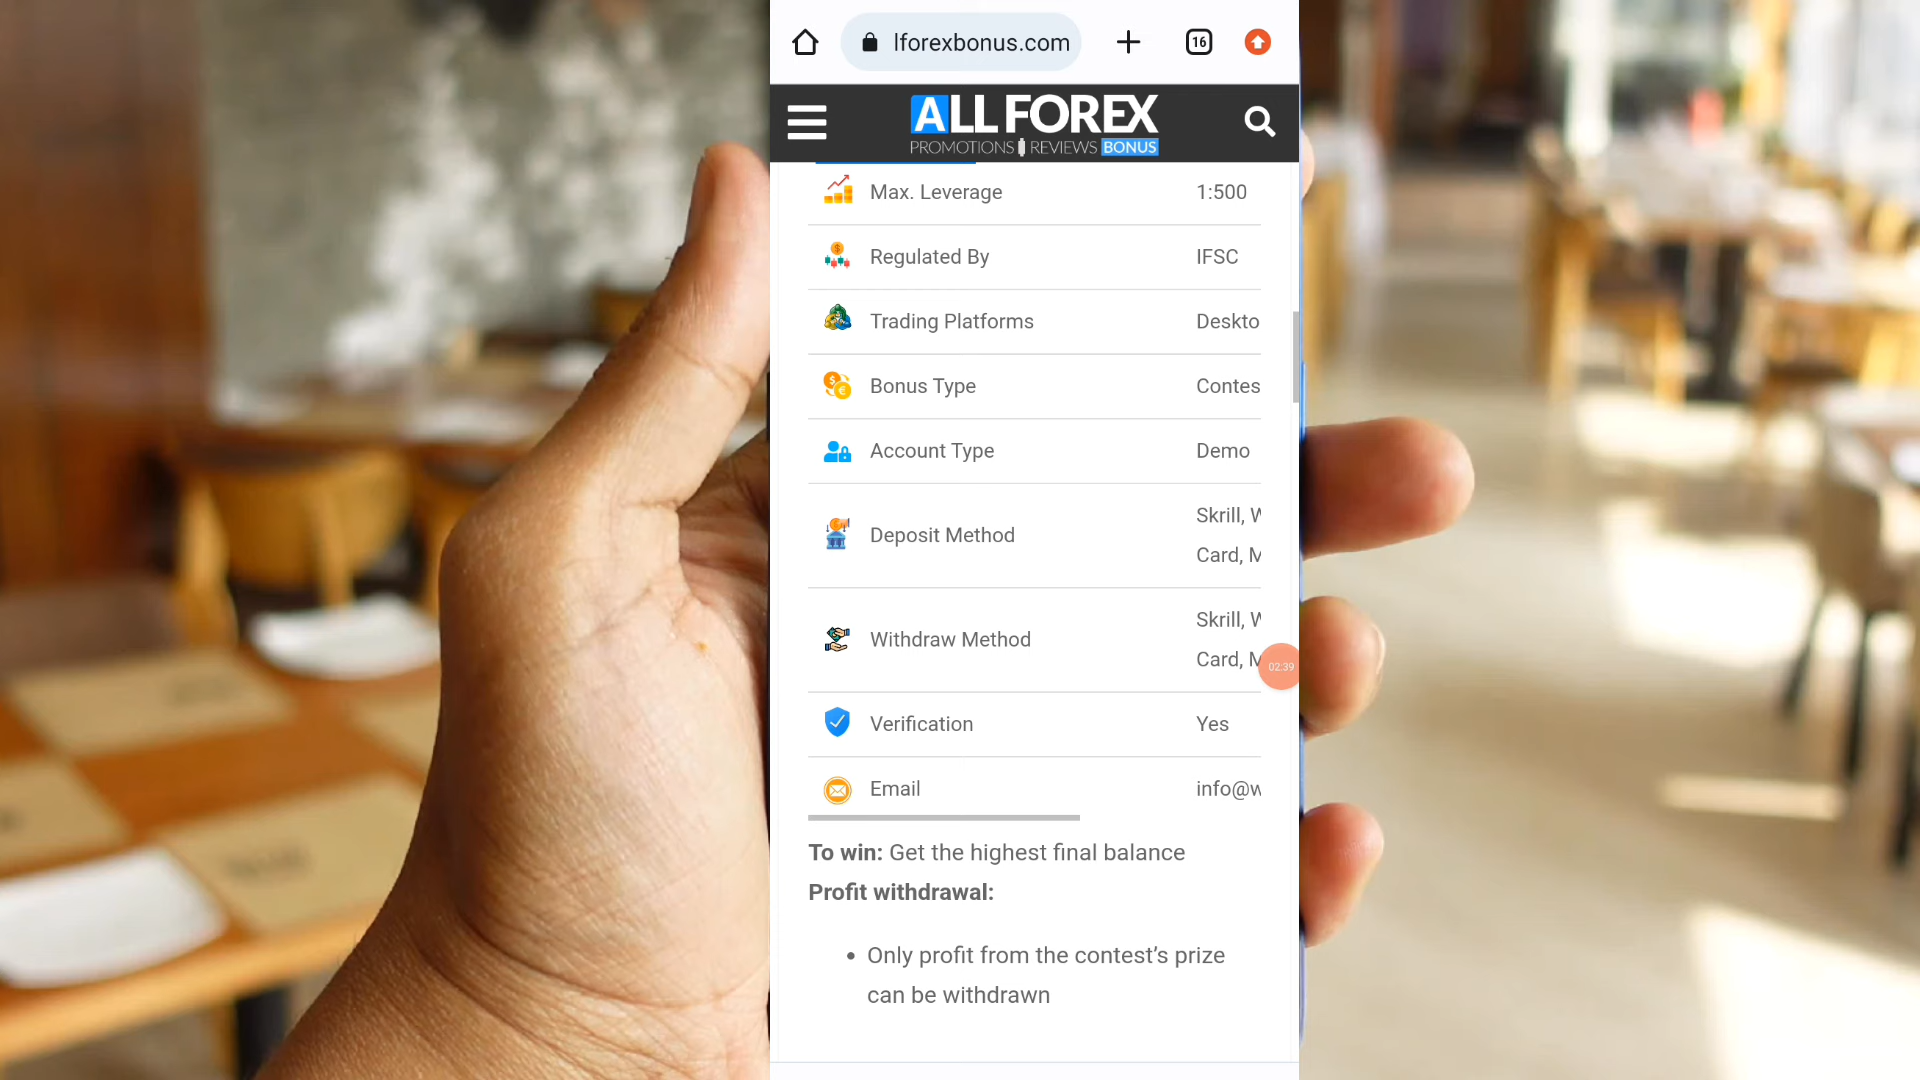 lforexbonus.com
16
ALL FOREX
PROMOTIONS REVIEWS BONUS
Max. Leverage 1:500
Regulated By IFSC
Trading Platforms Deskto
Bonus Type Contes
Account Type Demo
Skrill, W
Deposit Method
Card, M
Skrill, W
Withdraw Method
Card, M
02:39
Verification Yes
Email info@w
To win: Get the highest final balance
Profit withdrawal:
• Only profit from the contest’s prize
can be withdrawn